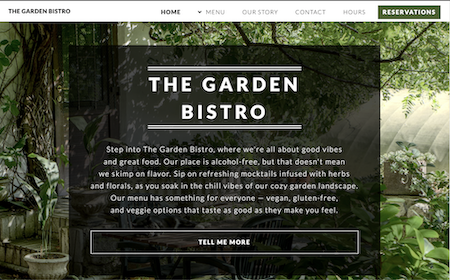 THE GARDEN BISTRO
HOME MENU OUR STORY CONTACT HOURS RESERVATIONS
THE GARDEN
BISTRO
Step into The Garden Bistro, where we're all about good vibes
and great food. Our place is alcohol-free, but that doesn't mean
we skimp on flavor. Sip on refreshing mocktails infused with herbs
and florals, as you soak in the chill vibes of our cozy garden landscape.
Our menu has something for everyone — vegan, gluten-free,
and veggie options that taste as good as they make you feel.
TELL ME MORE